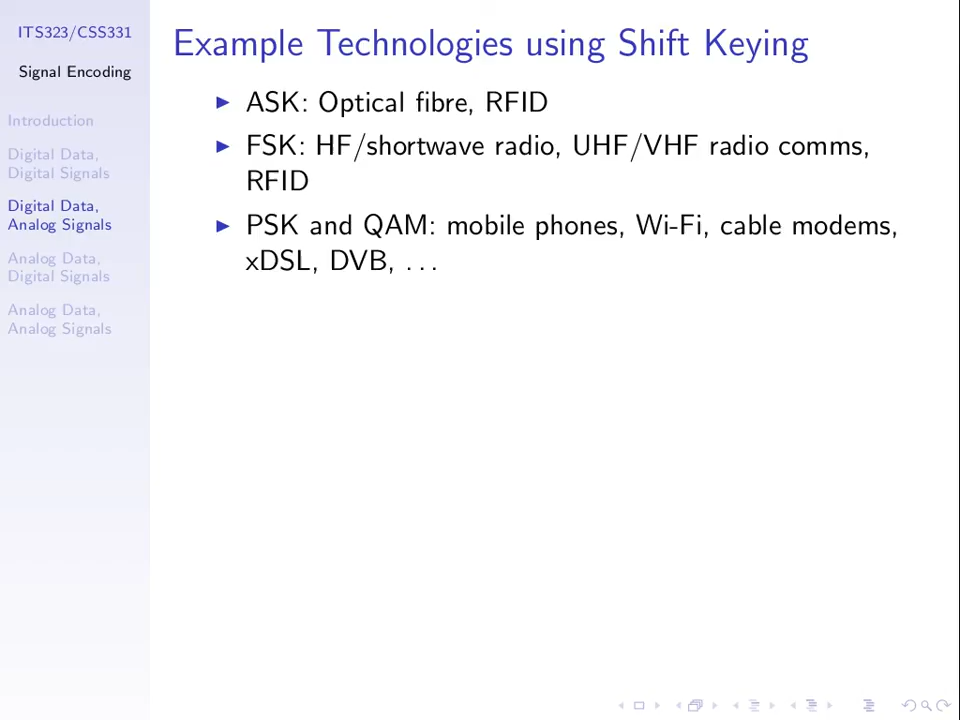 ITS323/CSS331
Signal Encoding
Introduction
Digital Data,
Digital Signals
Digital Data,
Analog Signals
Analog Data,
Digital Signals
Analog Data,
Analog Signals
Example Technologies using Shift Keying
▶ ASK: Optical fibre, RFID
▶ FSK: HF/shortwave radio, UHF/VHF radio comms,
RFID
▶ PSK and QAM: mobile phones, Wi-Fi, cable modems,
xDSL, DVB, . . .